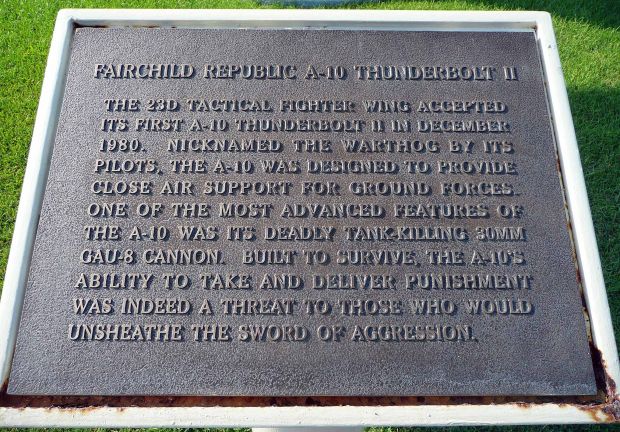 FAIRCHILD REPUBLIC A-10 THUNDERBOLT II
THE 23D TACTICAL FIGHTER WING ACCEPTED
ITS FIRST A-10 THUNDERBOLT II IN DECEMBER
1980. NICKNAMED THE WARTHOG BY ITS
PILOTS, THE A-10 WAS DESIGNED TO PROVIDE
CLOSE AIR SUPPORT FOR GROUND FORCES.
ONE OF THE MOST ADVANCED FEATURES OF
THE A-10 WAS ITS DEADLY TANK-KILLING 30MM
GAU-8 CANNON. BUILT TO SURVIVE, THE A-10'S
ABILITY TO TAKE AND DELIVER PUNISHMENT
WAS INDEED A THREAT TO THOSE WHO WOULD
UNSHEATHE THE SWORD OF AGGRESSION.